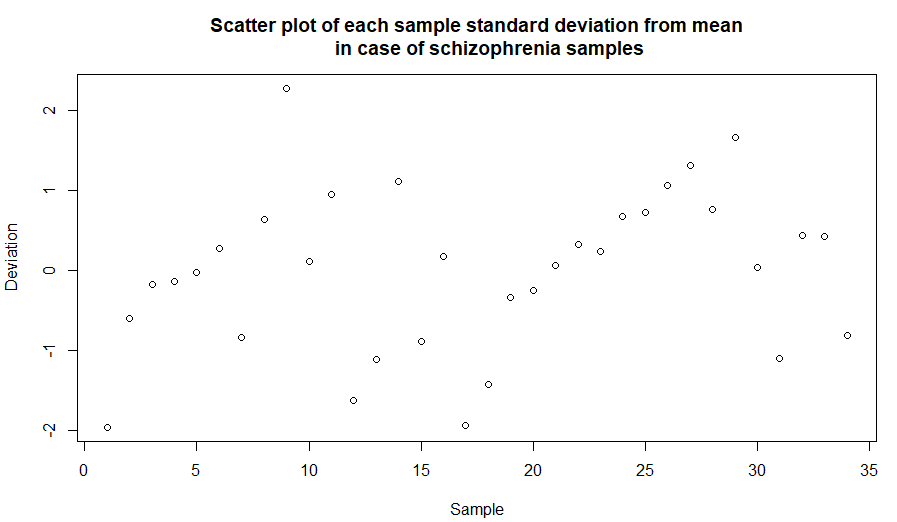 Scatter plot of each sample standard deviation from mean
in case of schizophrenia samples
Deviation
2
1
0
-1
-2
0 5 10 15 20 25 30 35
Sample